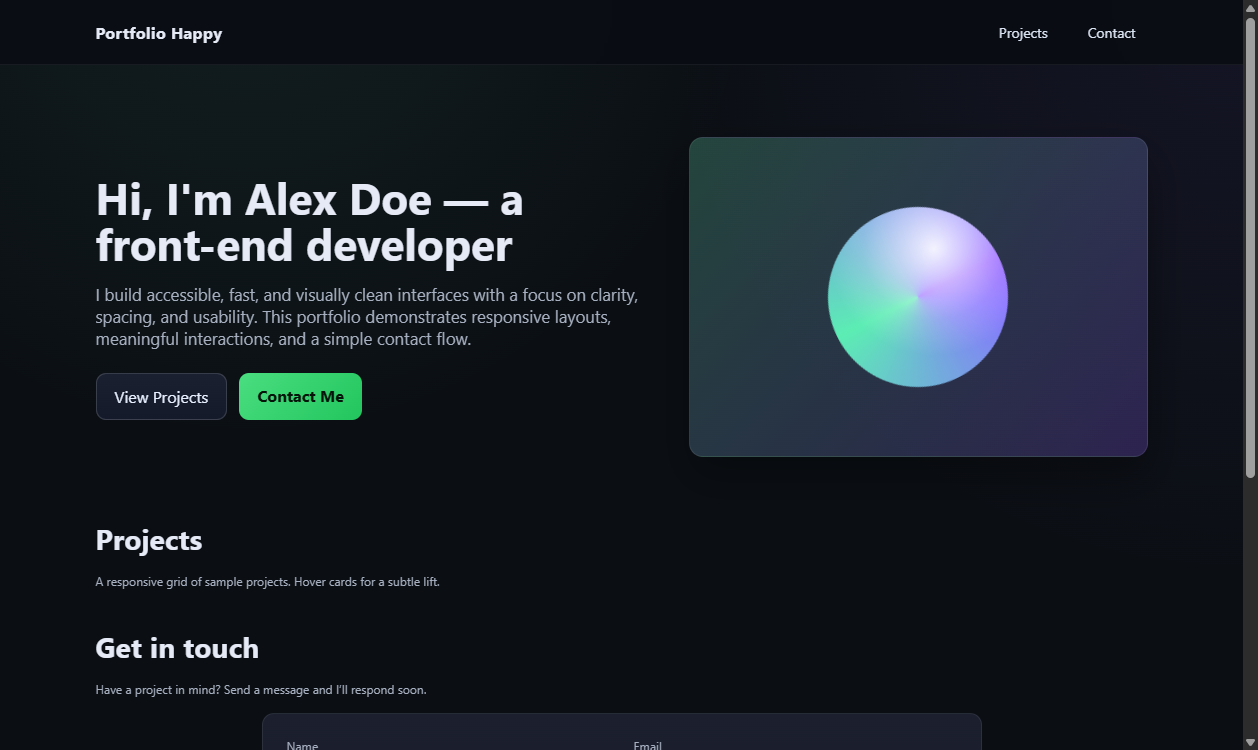 Portfolio Happy
Projects
Contact
Hi, I'm Alex Doe — a
front-end developer
I build accessible, fast, and visually clean interfaces with a focus on clarity,
spacing, and usability. This portfolio demonstrates responsive layouts,
meaningful interactions, and a simple contact flow.
View Projects
Contact Me
Projects
A responsive grid of sample projects. Hover cards for a subtle lift.
Get in touch
Have a project in mind? Send a message and I’ll respond soon.
Name
Email